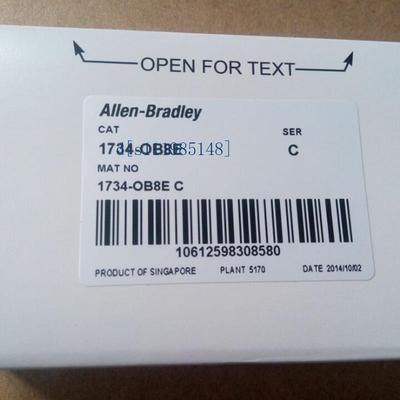 OPEN FOR TEXT
Allen-Bradley
CAT
SER
1734-OB8E
C
MAT NO
1734-OB8E C
10612598308580
PRODUCT OF SINGAPORE PLANT 5170 DATE 2014/10/02